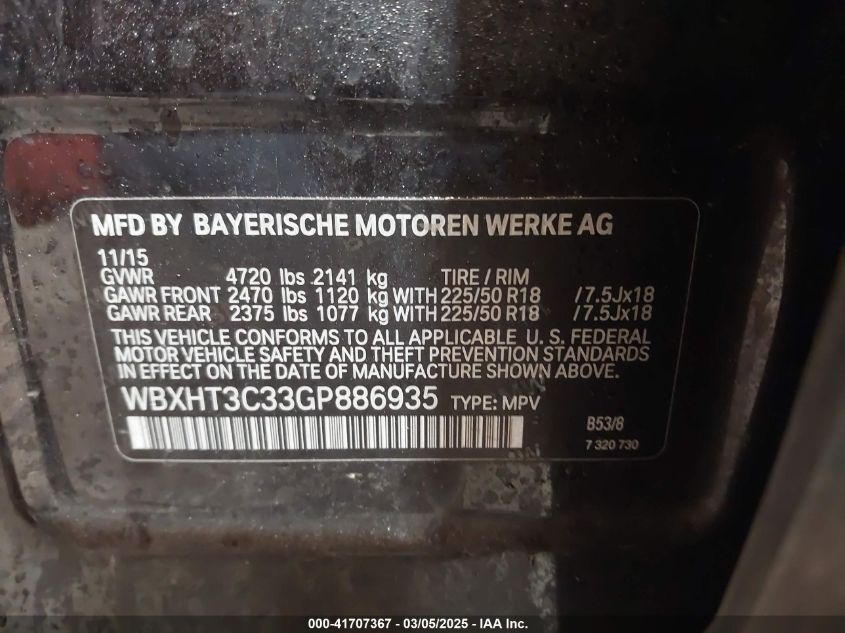 MFD BY BAYERISCHE MOTOREN WERKE AG
11/15
GVWR 4720 lbs 2141 kg TIRE / RIM
GAWR FRONT 2470 lbs 1120 kg WITH 225/50 R18 /7.5Jx18
GAWR REAR 2375 lbs 1077 kg WITH 225/50 R18 /7.5Jx18
THIS VEHICLE CONFORMS TO ALL APPLICABLE U. S. FEDERAL
MOTOR VEHICLE SAFETY AND THEFT PREVENTION STANDARDS
IN EFFECT ON THE DATE OF MANUFACTURE SHOWN ABOVE.
WBXHT3C33GP886935 TYPE: MPV
B53/8
7 320 730
000-41707367 - 03/05/2025 - IAA Inc.